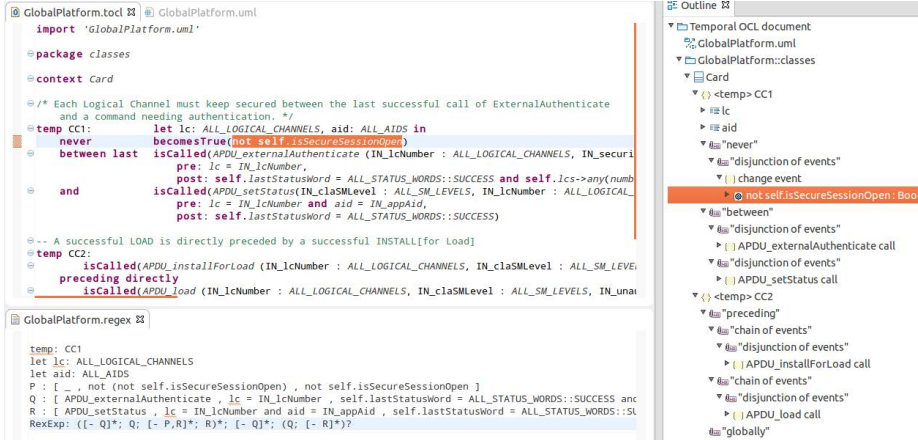 GlobalPlatform.tocl GlobalPlatform.uml
import 'GlobalPlatform.uml'
package classes
context Card
/* Each Logical Channel must keep secured between the last successful call of ExternalAuthenticate
and a command needing authentication. */
temp CC1: let lc: ALL_LOGICAL_CHANNELS, aid: ALL_AIDS in
never becomesTrue(not self.isSecureSessionOpen)
between last isCalled(APDU_externalAuthenticate (IN_lcNumber : ALL_LOGICAL_CHANNELS, IN_securi
pre: lc = IN_lcNumber,
post: self.lastStatusWord = ALL_STATUS_WORDS::SUCCESS and self.lcs->any(numb
and isCalled(APDU_setStatus(IN_claSMLevel : ALL_SM_LEVELS, IN_lcNumber : ALL_LOGICAL_
pre: lc = IN_lcNumber and aid = IN_appAid,
post: self.lastStatusWord = ALL_STATUS_WORDS::SUCCESS)
-- A successful LOAD is directly preceded by a successful INSTALL[for Load]
temp CC2:
isCalled(APDU_installForLoad (IN_lcNumber : ALL_LOGICAL_CHANNELS, IN_claSMLevel : ALL_SM_LEVE
preceding directly
isCalled(APDU_load (IN_lcNumber : ALL_LOGICAL_CHANNELS, IN_claSMLevel : ALL_SM_LEVELS, IN_unau
GlobalPlatform.regex
temp: CC1
let lc: ALL_LOGICAL_CHANNELS
let aid: ALL_AIDS
P : [ _ , not (not self.isSecureSessionOpen) , not self.isSecureSessionOpen ]
Q : [ APDU_externalAuthenticate , lc = IN_lcNumber , self.lastStatusWord = ALL_STATUS_WORDS::SUCCESS and
R : [ APDU_setStatus , lc = IN_lcNumber and aid = IN_appAid , self.lastStatusWord = ALL_STATUS_WORDS::SU
RexExp: ([- Q]*; Q; [- P,R]*; R)*; [- Q]*; (Q; [- R]*)?
Outline
Temporal OCL document
GlobalPlatform.uml
GlobalPlatform::classes
Card
<temp> CC1
lc
aid
"never"
"disjunction of events"
change event
not self.isSecureSessionOpen : Boo
"between"
"disjunction of events"
APDU_externalAuthenticate call
"disjunction of events"
APDU_setStatus call
<temp> CC2
"preceding"
"chain of events"
"disjunction of events"
APDU_installForLoad call
"chain of events"
"disjunction of events"
APDU_load call
"globally"